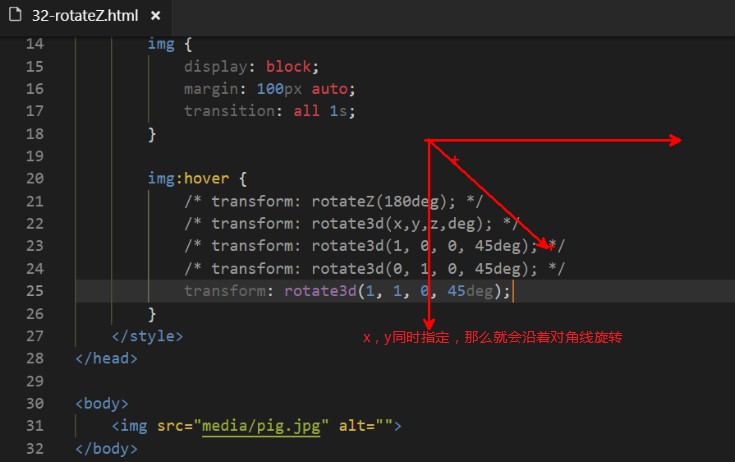 32-rotateZ.html ×
14 img {
15 display: block;
16 margin: 100px auto;
17 transition: all 1s;
18 }
19
20 img:hover {
21 /* transform: rotateZ(180deg); */
22 /* transform: rotate3d(x,y,z,deg); */
23 /* transform: rotate3d(1, 0, 0, 45deg); */
24 /* transform: rotate3d(0, 1, 0, 45deg); */
25 transform: rotate3d(1, 1, 0, 45deg);
26 }
27 </style>
x，y同时指定，那么就会沿着对角线旋转
28 </head>
29
30 <body>
31 <img src="media/pig.jpg" alt="">
32 </body>